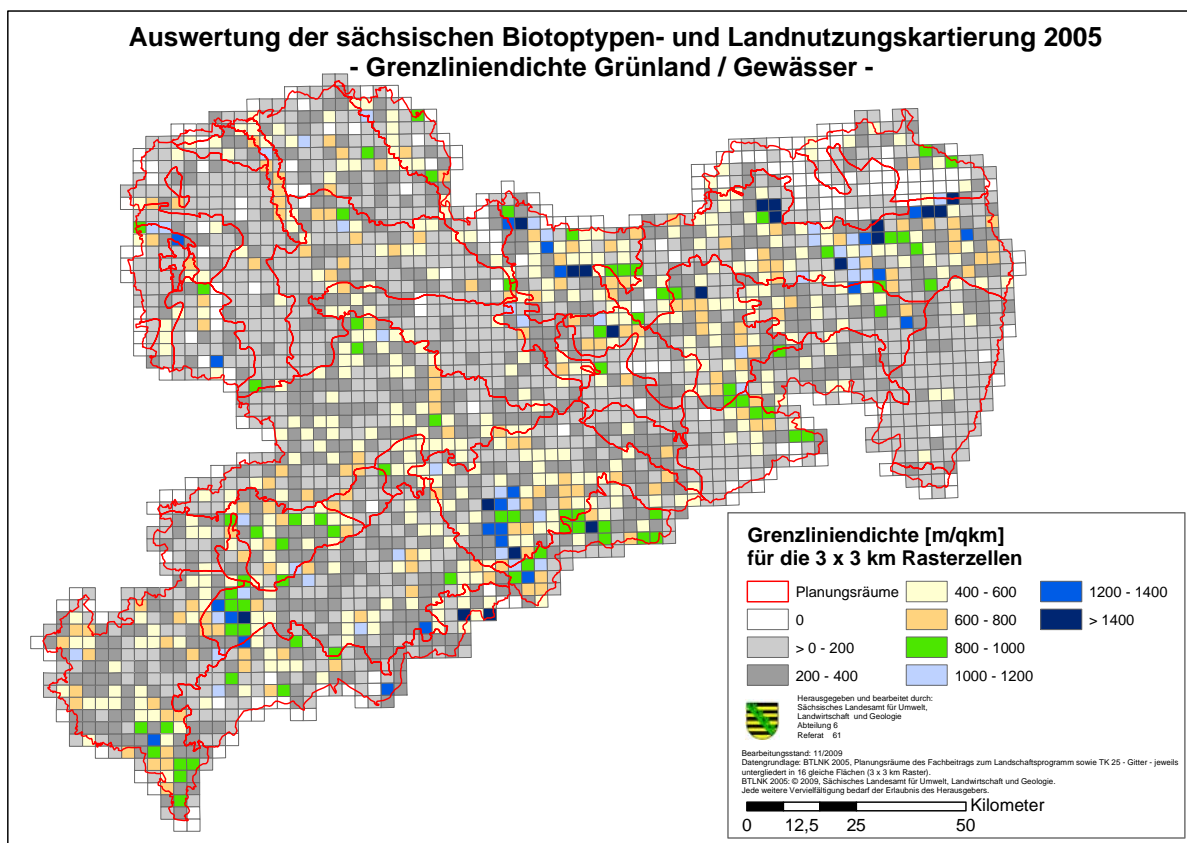 Auswertung der sächsischen Biotoptypen- und Landnutzungskartierung 2005
- Grenzliniendichte Grünland / Gewässer -
Grenzliniendichte [m/qkm]
für die 3 x 3 km Rasterzellen
Planungsräume
0
> 0 - 200
200 - 400
400 - 600
600 - 800
800 - 1000
1000 - 1200
1200 - 1400
> 1400
Herausgegeben und bearbeitet durch:
Sächsisches Landesamt für Umwelt,
Landwirtschaft und Geologie
Abteilung 6
Referat 61
Bearbeitungsstand: 11/2009
Datengrundlage: BTLNK 2005, Planungsräume des Fachbeitrags zum Landschaftsprogramm sowie TK 25 - Gitter - jeweils
untergliedert in 16 gleiche Flächen (3 x 3 km Raster).
BTLNK 2005: © 2009, Sächsisches Landesamt für Umwelt, Landwirtschaft und Geologie.
Jede weitere Vervielfältigung bedarf der Erlaubnis des Herausgebers.
Kilometer
0 12,5 25 50